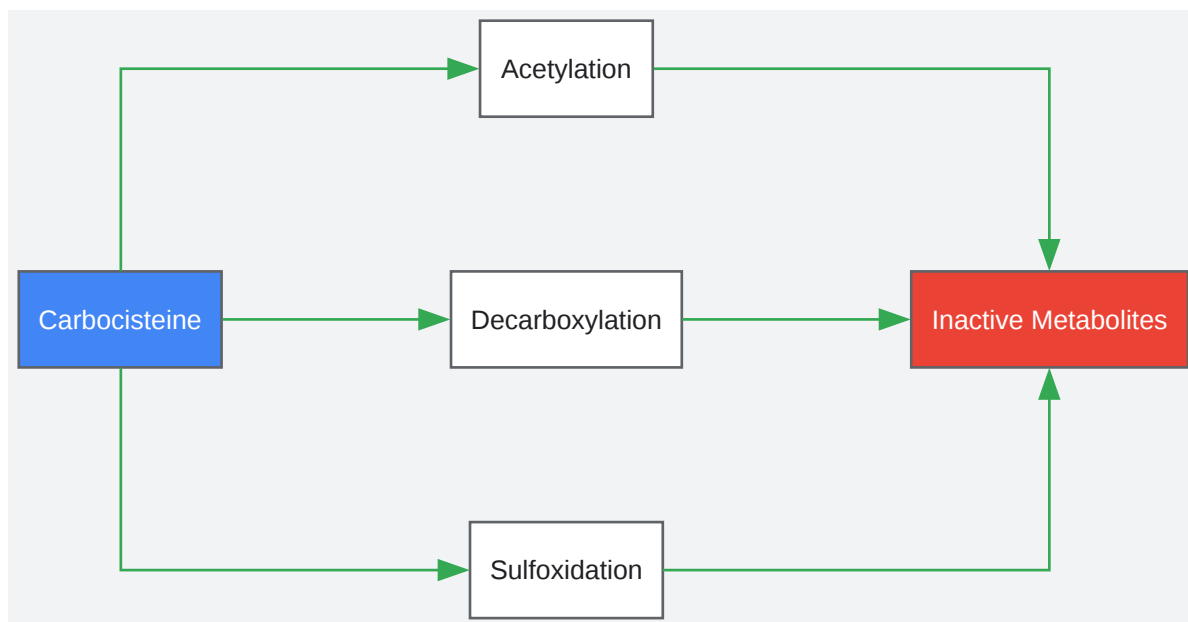 Acetylation
Carbocisteine
Decarboxylation
Inactive Metabolites
Sulfoxidation